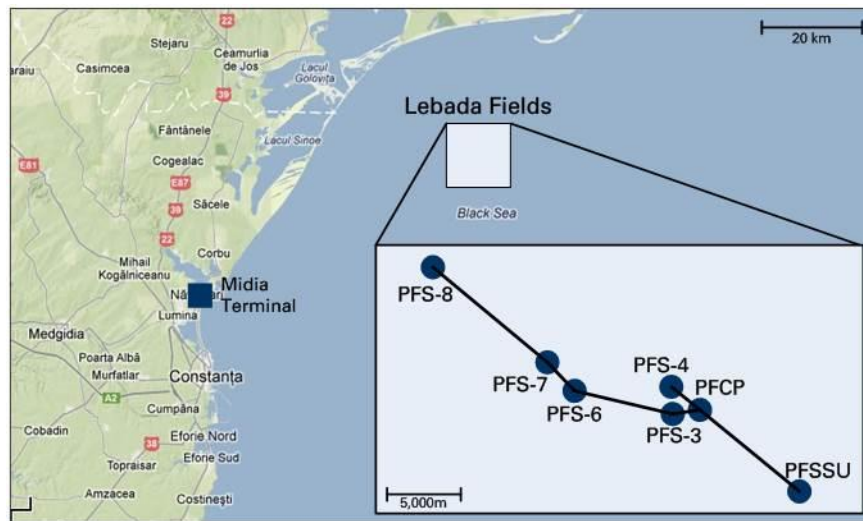 22
20 km
Stejaru
Ceamurlia
de Jos
Lacul
Golovița
Casimcea
39
Lebada Fields
Fântânele
Lacul Sinoe
Cogealac
E81
E87
Săcele
39
Black Sea
22
Corbu
Mihail
Kogălniceanu
Midia
Terminal
Lumina
PFS-8
Medgidia
Poarta Albă
PFS-4
Murfatlar
Constanța
PFS-7
PFCP
A2
PFS-6
Cumpăna
PFS-3
Cobadin
Eforie Nord
38
Eforie Sud
PFSSU
Topraisar
5,000m
Amzacea
Costinești